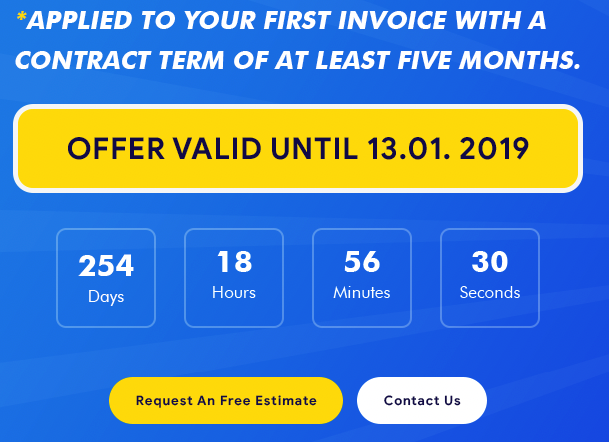 *APPLIED TO YOUR FIRST INVOICE WITH A
CONTRACT TERM OF AT LEAST FIVE MONTHS.
OFFER VALID UNTIL 13.01. 2019
254 18 56 30
Days Hours Minutes Seconds
Request An Free Estimate Contact Us